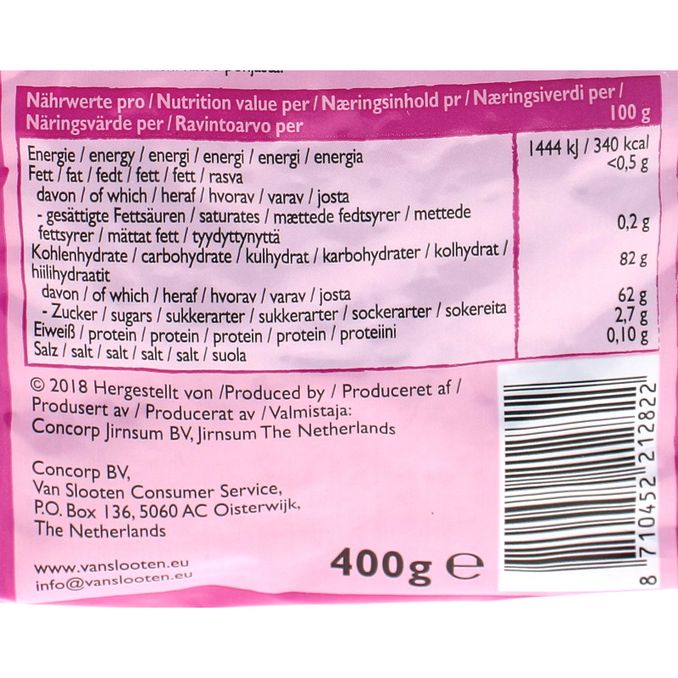 Nährwerte pro / Nutrition value per / Næringsinhold pr / Næringsiverdi per /
Näringsvärde per / Ravintoarvo per 100 g
Energie / energy / energi / energi / energi / energia 1444 kJ / 340 kcal
Fett / fat / fedt / fett / fett / rasva <0,5 g
davon / of which / heraf / hvorav / varav / josta
- gesättigte Fettsäuren / saturates / mættede fedtsyrer / mettede
fettsyrer / mättat fett / tyydyttynyttä 0,2 g
Kohlenhydrate / carbohydrate / kulhydrat / karbohydrater / kolhydrat /
hiilihydraatit 82 g
davon / of which / heraf / hvorav / varav / josta
- Zucker / sugars / sukkerarter / sukkerarter / sockerarter / sokereita 62 g
Eiweiß / protein / protein / protein / protein / proteiini 2,7 g
Salz / salt / salt / salt / salt / suola 0,10 g
© 2018 Hergestellt von /Produced by / Produceret af /
Produsert av / Producerat av / Valmistaja:
Concorp Jirnsum BV, Jirnsum The Netherlands
Concorp BV,
Van Slooten Consumer Service,
P.O. Box 136, 5060 AC Oisterwijk,
The Netherlands
www.vanslooten.eu
info@vanslooten.eu
400g ℮
8 710452 212822